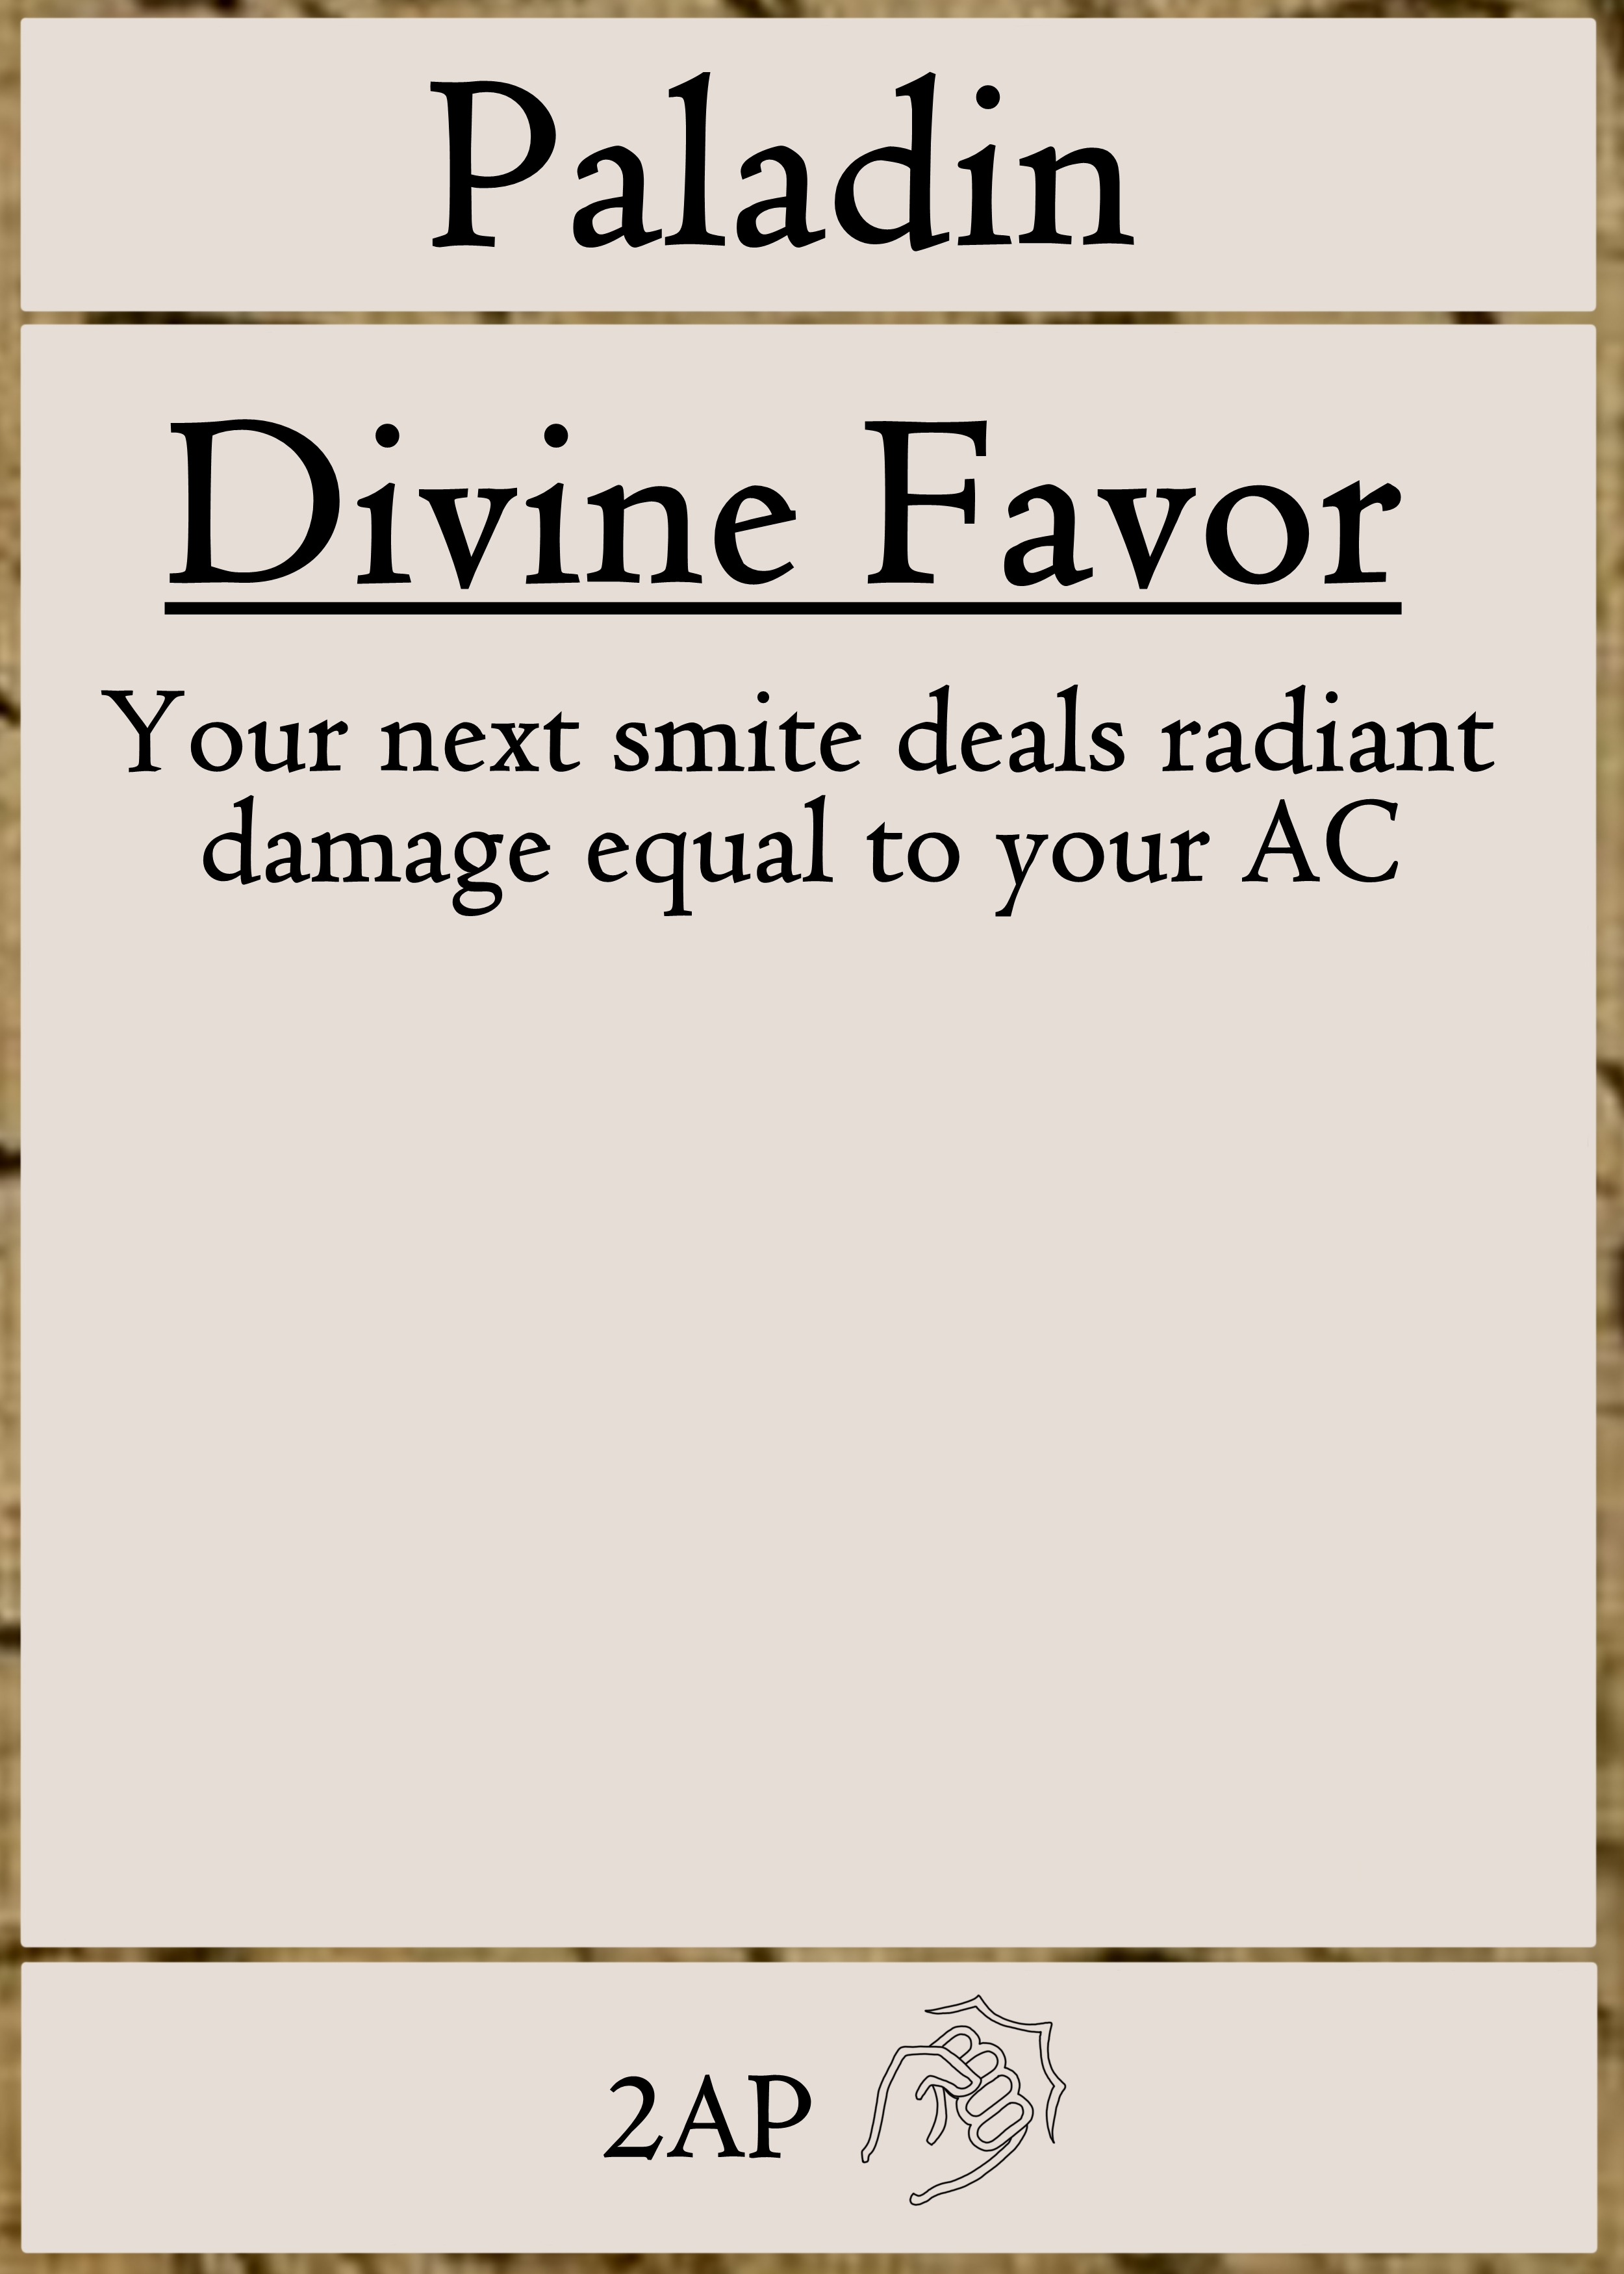 Paladin
Divine Favor
Your next smite deals radiant
damage equal to your AC
2AP